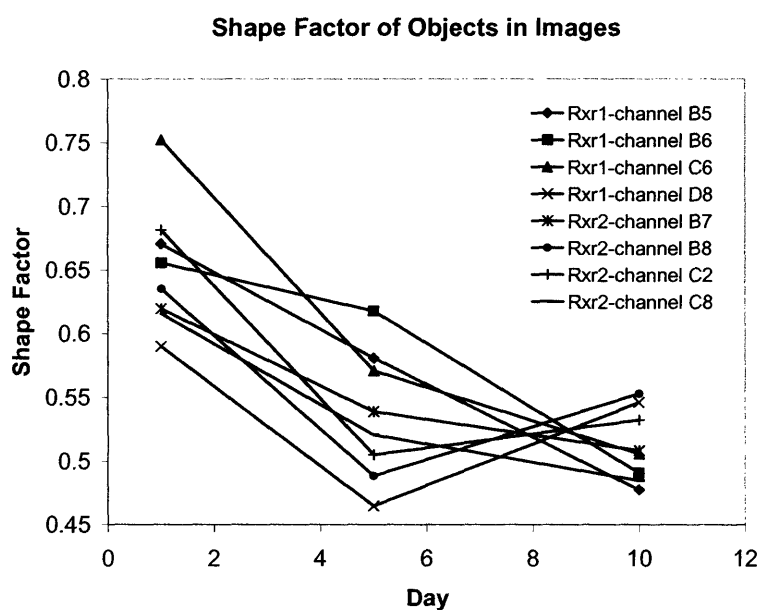 Shape Factor of Objects in Images
0.8
0.75
0.7
0.65
0.6
0.55
0.5
0.45
Shape Factor
Rxr1-channel B5
Rxr1-channel B6
Rxr1-channel C6
Rxr1-channel D8
Rxr2-channel B7
Rxr2-channel B8
Rxr2-channel C2
Rxr2-channel C8
0 2 4 6 8 10 12
Day